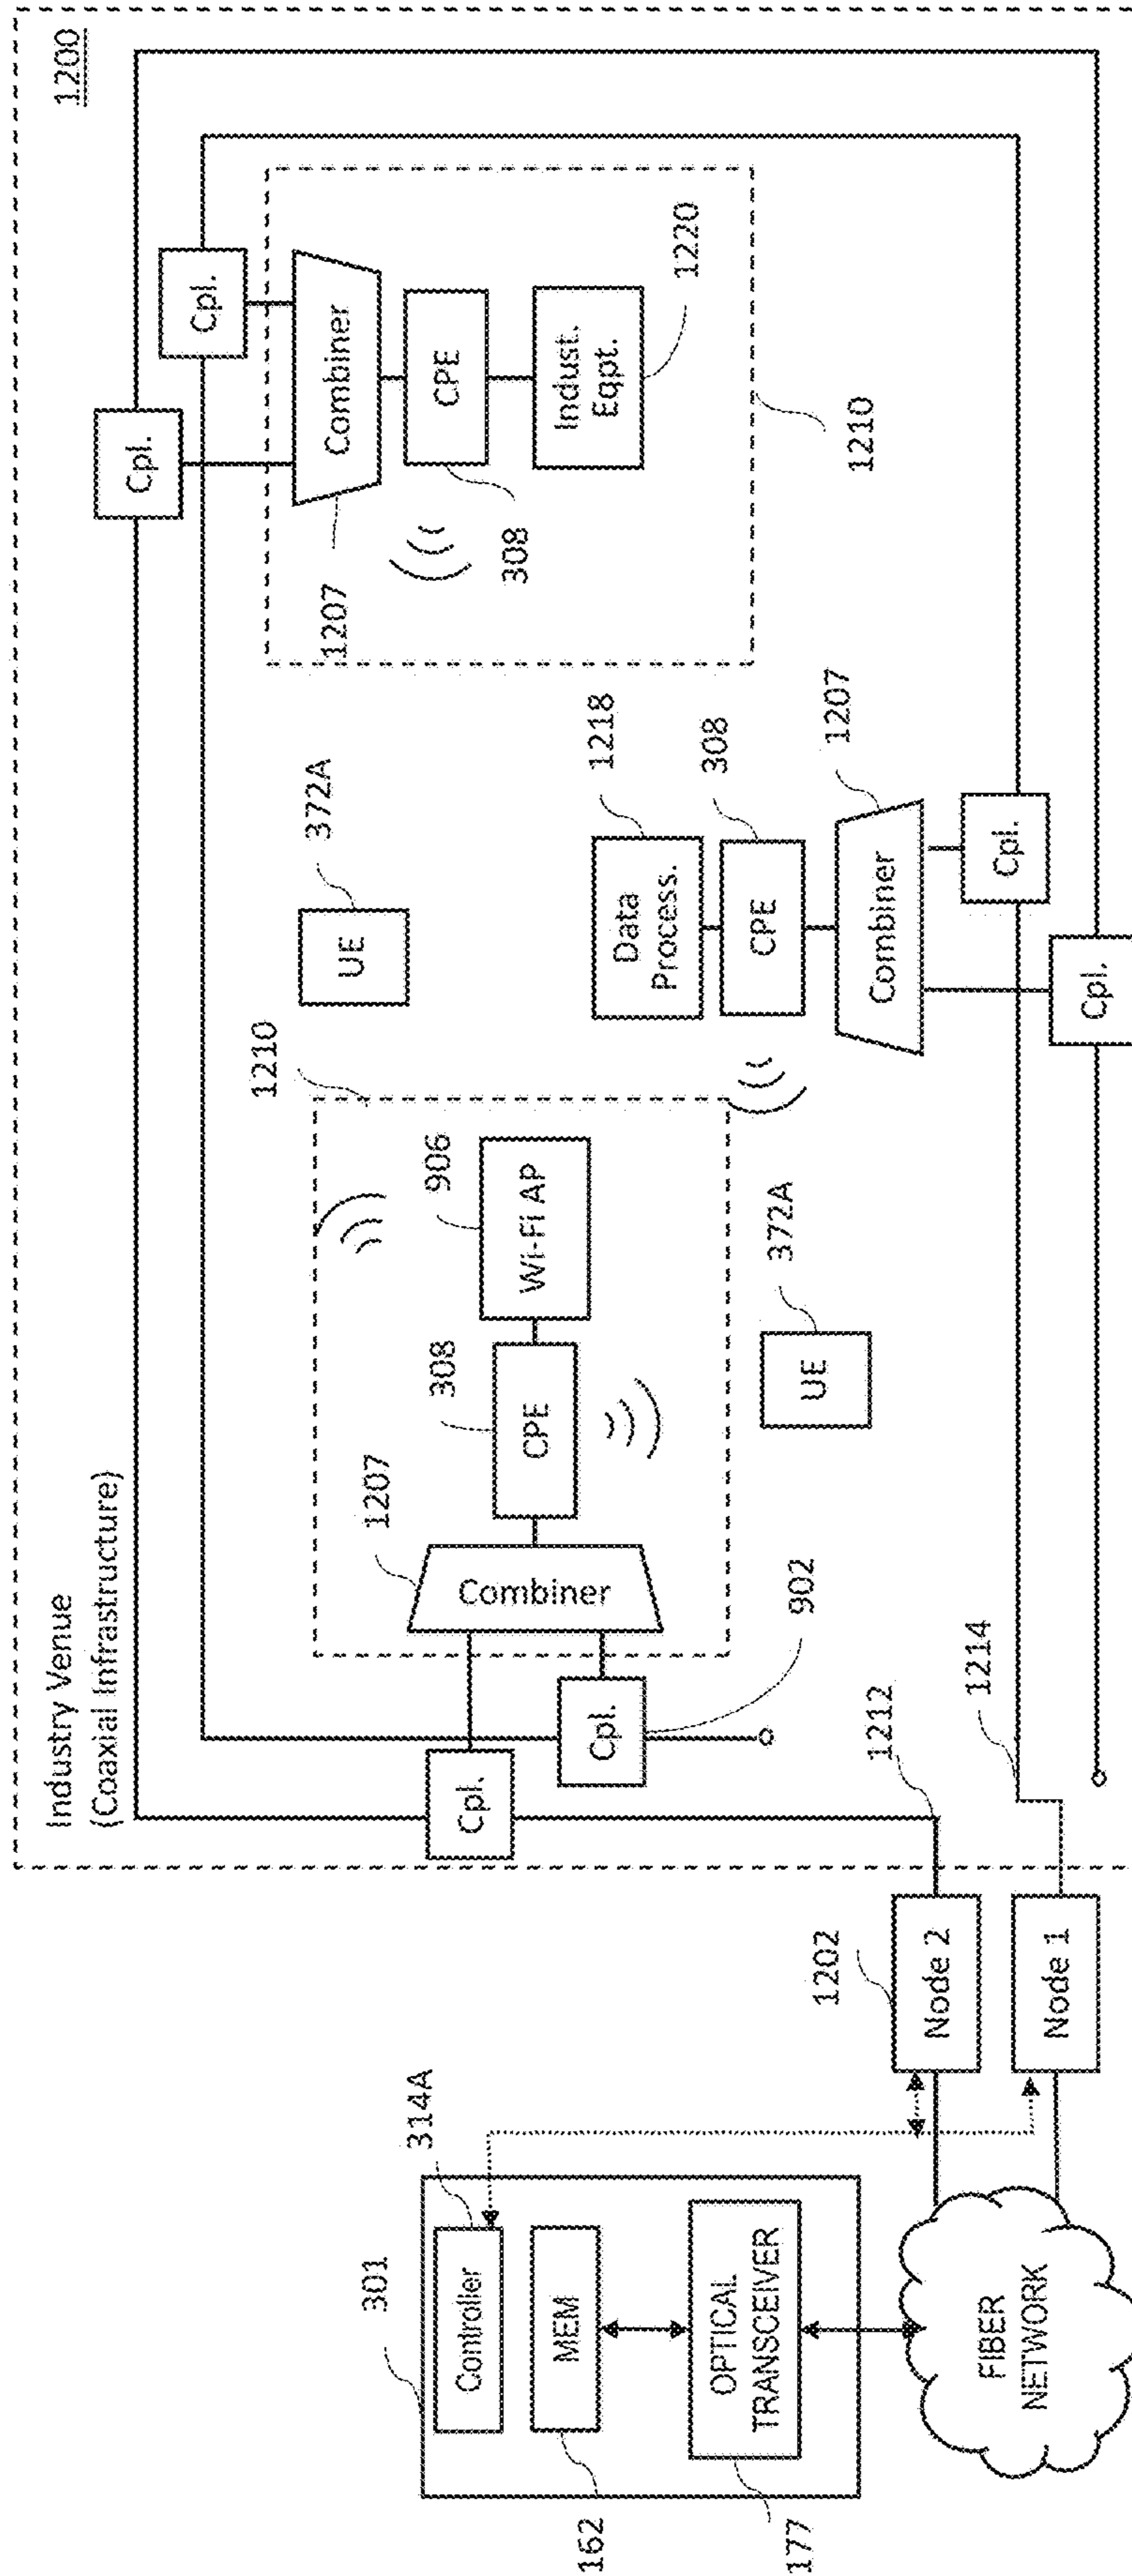 1200
Industry Venue
(Coaxial Infrastructure)
Cpl.
Cpl.
Cpl.
Cpl.
902
1207
Combiner
308
CPE
906
Wi-Fi AP
1210
372A
UE
372A
UE
1207
Combiner
308
CPE
Indust.
Eqpt.
1220
1210
1218
Data
Process.
308
CPE
1207
Combiner
Cpl.
Cpl.
1212
1214
1202
Node 2
Node 1
301
314A
Controller
MEM
162
OPTICAL
TRANSCEIVER
177
FIBER
NETWORK